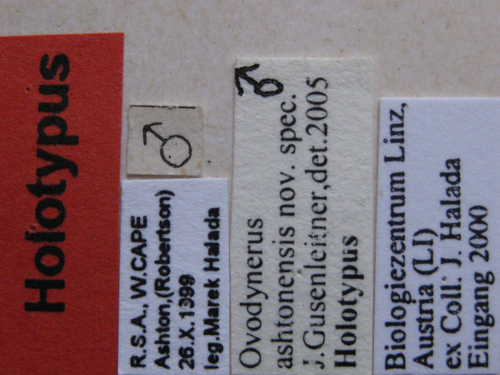 Holotypus
♂
R.S.A., W.CAPE
Ashton,(Robertson)
26.X.1999
leg.Marek Halada
♂
Ovodynerus
ashtonensis nov. spec.
J.Gusenleitner,det.2005
Holotypus
Biologiezentrum Linz,
Austria (LI)
ex Coll. J. Halada
Eingang 2000